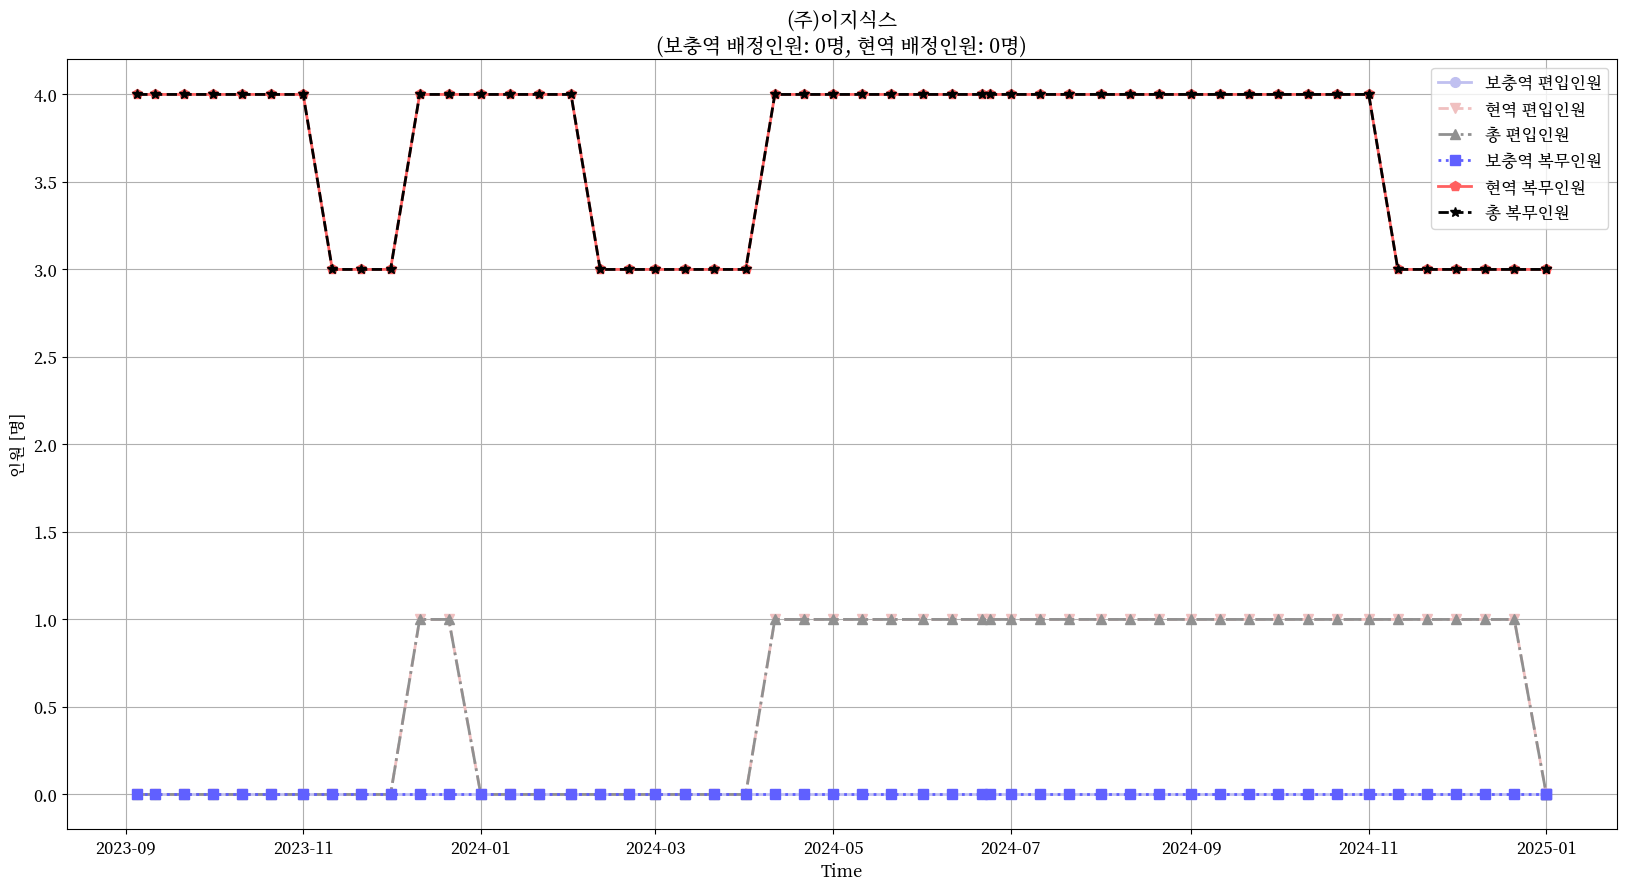 (주)이지식스
(보충역 배정인원: 0명, 현역 배정인원: 0명)
보충역 편입인원
현역 편입인원
총 편입인원
보충역 복무인원
현역 복무인원
총 복무인원
인원 [명]
4.0
3.5
3.0
2.5
2.0
1.5
1.0
0.5
0.0
2023-09
2023-11
2024-01
2024-03
2024-05
2024-07
2024-09
2024-11
2025-01
Time